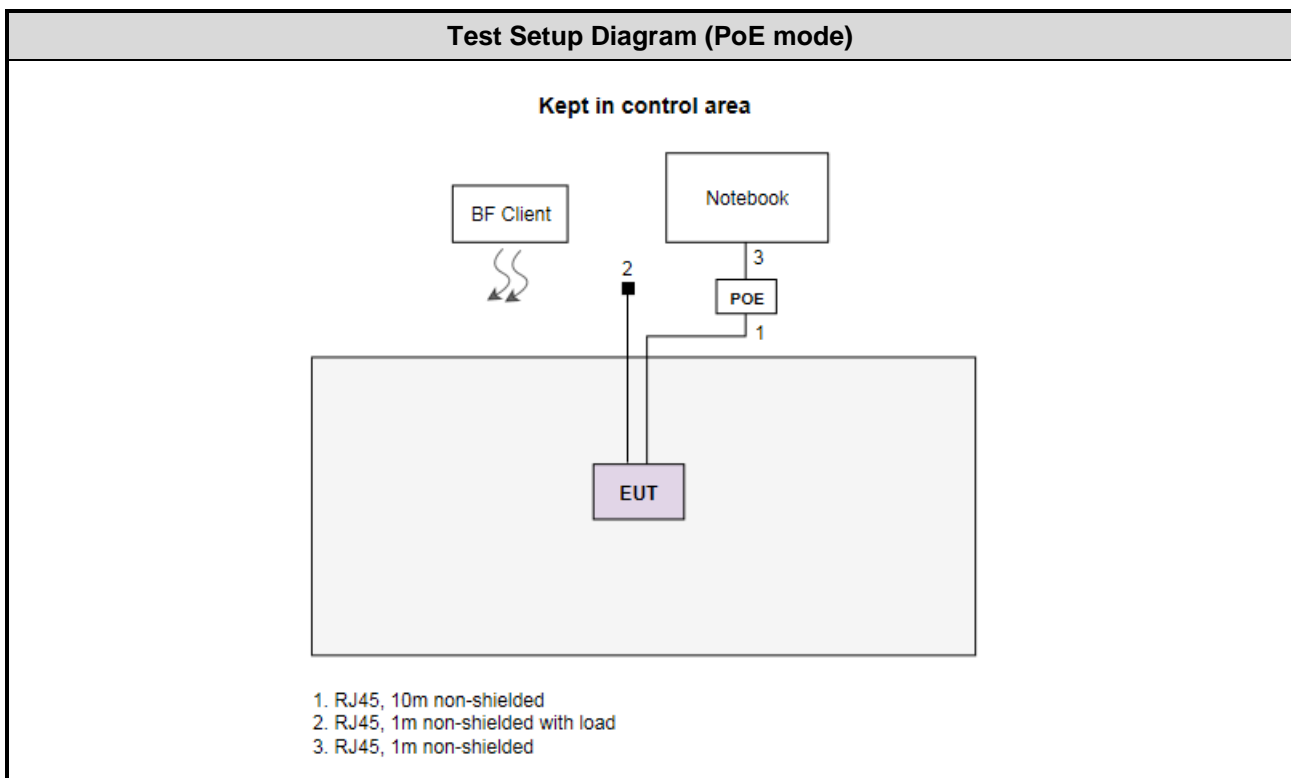 Test Setup Diagram (PoE mode)
Kept in control area
BF Client
Notebook
2
3
POE
1
EUT
1. RJ45, 10m non-shielded
2. RJ45, 1m non-shielded with load
3. RJ45, 1m non-shielded